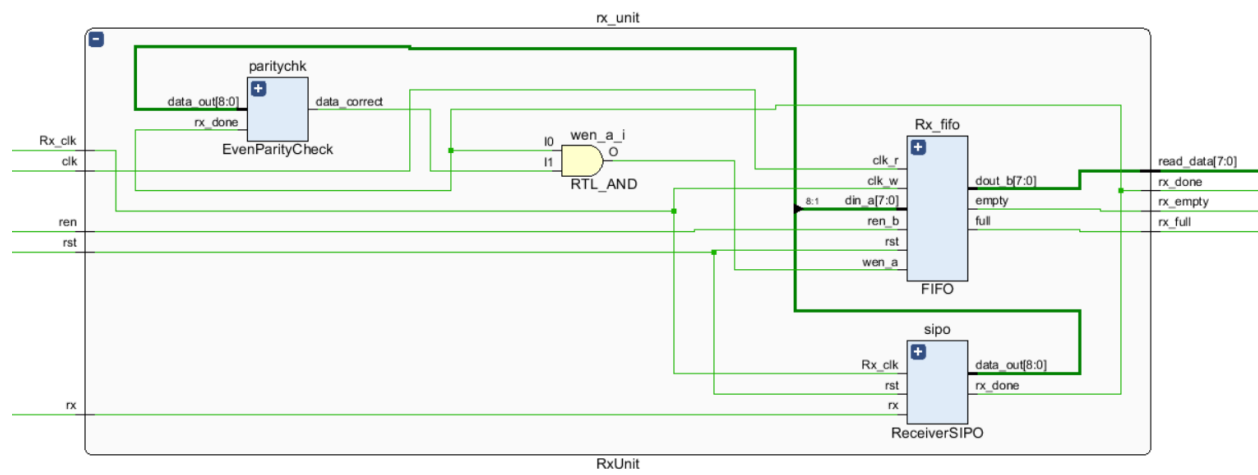 rx_unit
paritychk
data_out[8:0]
data_correct
rx_done
EvenParityCheck
Rx_clk
clk
ren
rst
rx
wen_a_i
I0
I1
O
RTL_AND
Rx_fifo
clk_r
clk_w
8:1
din_a[7:0]
ren_b
rst
wen_a
dout_b[7:0]
empty
full
FIFO
read_data[7:0]
rx_done
rx_empty
rx_full
sipo
Rx_clk
rst
rx
data_out[8:0]
rx_done
ReceiverSIPO
RxUnit